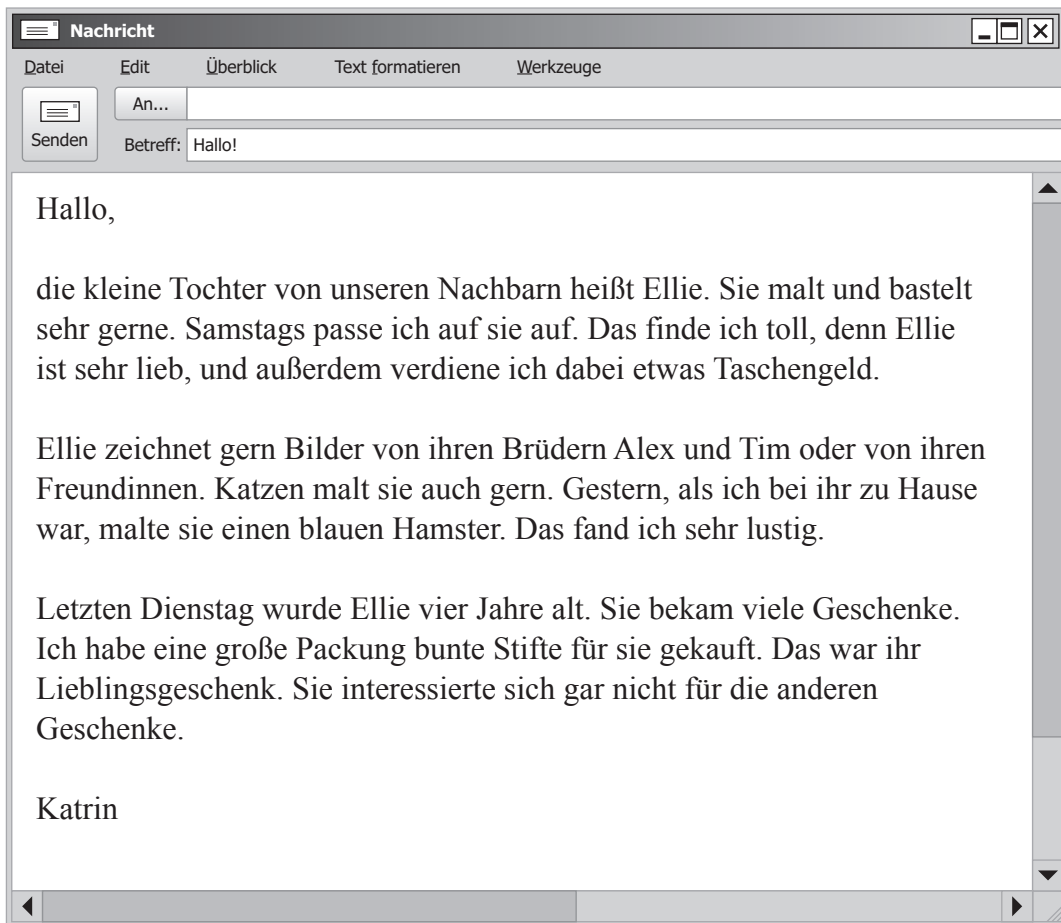 Nachricht
Datei Edit Überblick Text formatieren Werkzeuge
An...
Senden
Betreff: Hallo!
Hallo,
die kleine Tochter von unseren Nachbarn heißt Ellie. Sie malt und bastelt
sehr gerne. Samstags passe ich auf sie auf. Das finde ich toll, denn Ellie
ist sehr lieb, und außerdem verdiene ich dabei etwas Taschengeld.
Ellie zeichnet gern Bilder von ihren Brüdern Alex und Tim oder von ihren
Freundinnen. Katzen malt sie auch gern. Gestern, als ich bei ihr zu Hause
war, malte sie einen blauen Hamster. Das fand ich sehr lustig.
Letzten Dienstag wurde Ellie vier Jahre alt. Sie bekam viele Geschenke.
Ich habe eine große Packung bunte Stifte für sie gekauft. Das war ihr
Lieblingsgeschenk. Sie interessierte sich gar nicht für die anderen
Geschenke.
Katrin